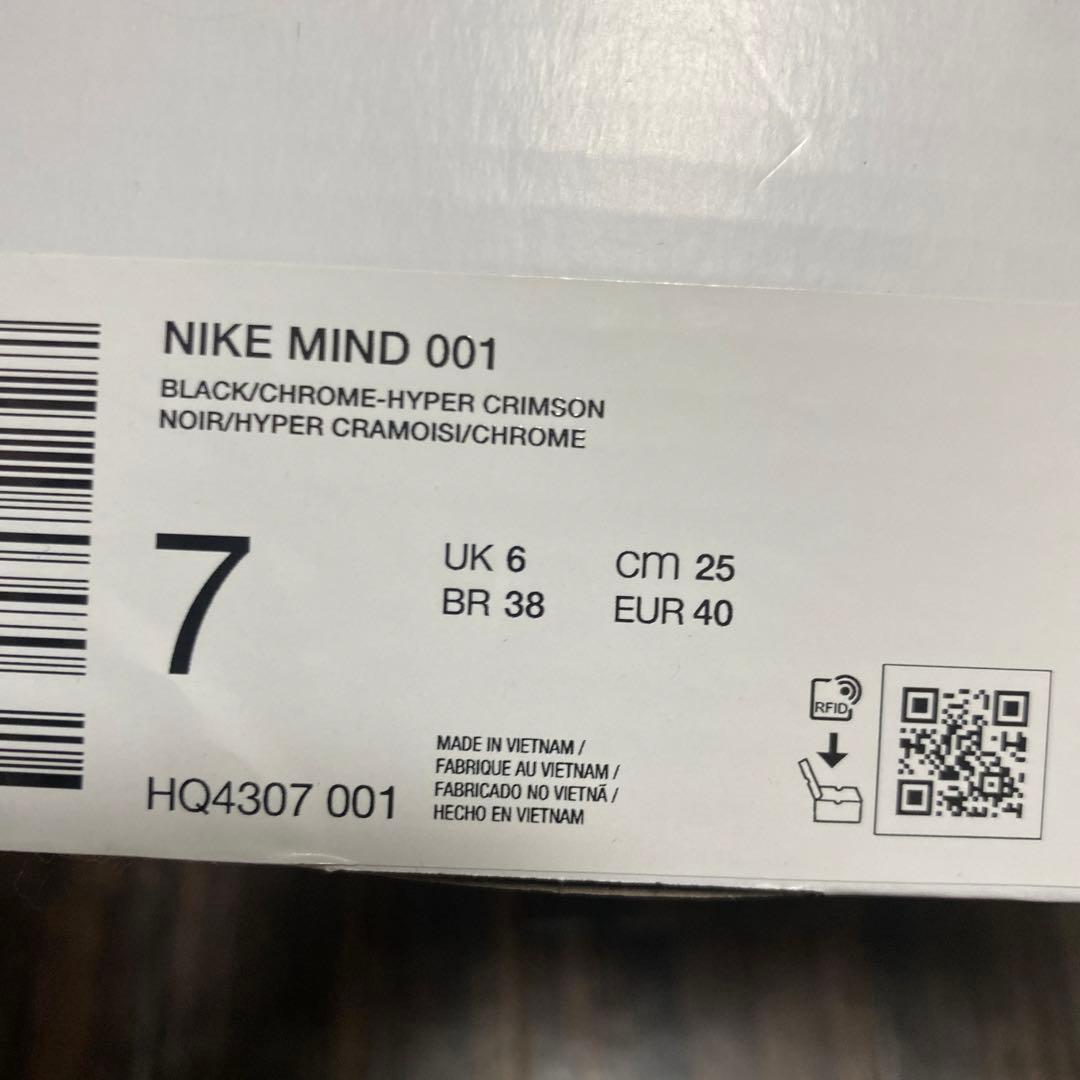 NIKE MIND 001
BLACK/CHROME-HYPER CRIMSON
NOIR/HYPER CRAMOISI/CHROME
7
UK 6
cm 25
BR 38
EUR 40
RFID
MADE IN VIETNAM /
FABRIQUE AU VIETNAM /
FABRICADO NO VIETNÃ /
HECHO EN VIETNAM
HQ4307 001